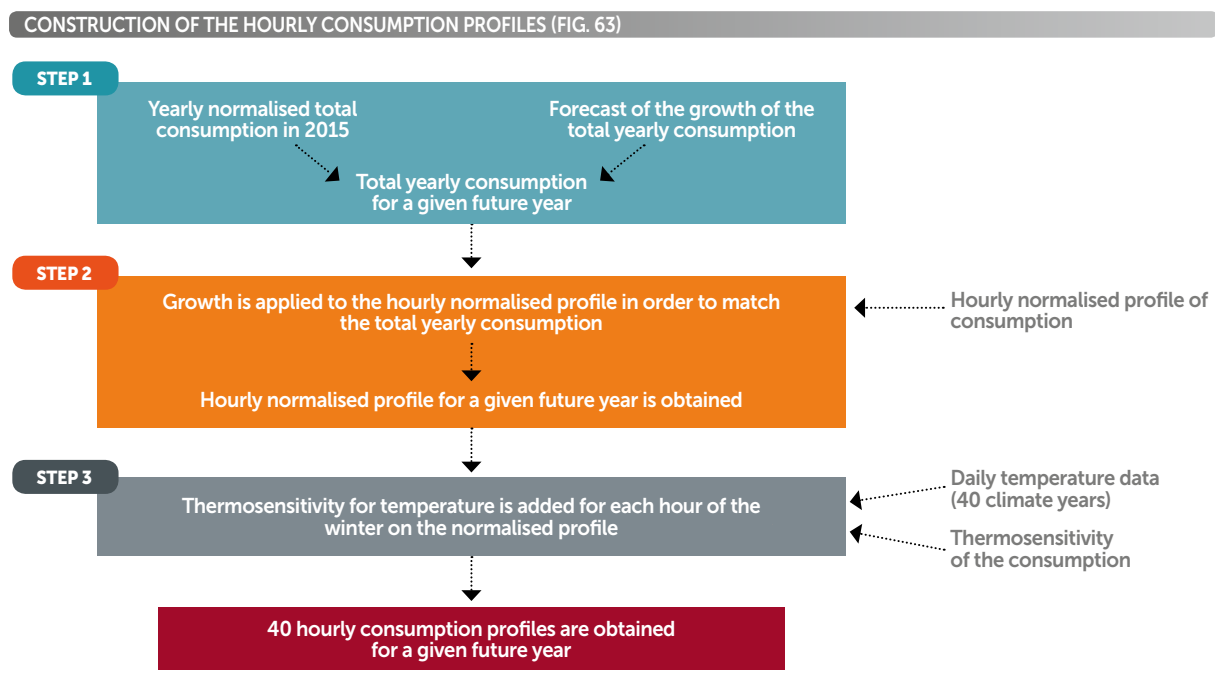 CONSTRUCTION OF THE HOURLY CONSUMPTION PROFILES (FIG. 63)
STEP 1
Yearly normalised total
consumption in 2015
Forecast of the growth of the
total yearly consumption
Total yearly consumption
for a given future year
STEP 2
Growth is applied to the hourly normalised profile in order to match
the total yearly consumption
Hourly normalised profile of
consumption
Hourly normalised profile for a given future year is obtained
STEP 3
Thermosensitivity for temperature is added for each hour of the
winter on the normalised profile
Daily temperature data
(40 climate years)
Thermosensitivity
of the consumption
40 hourly consumption profiles are obtained
for a given future year